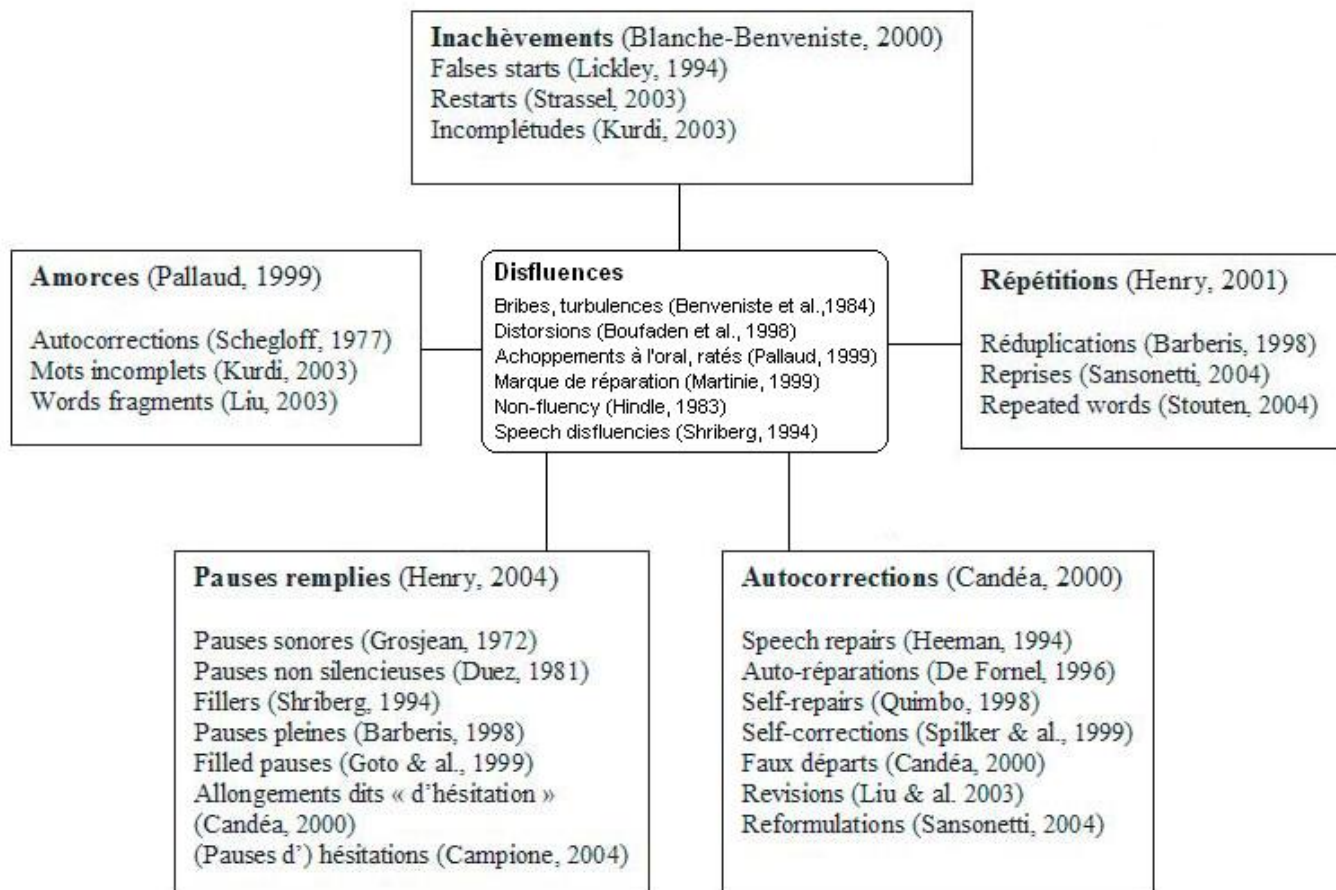 Inachèvements (Blanche-Benveniste, 2000)
Falses starts (Lickley, 1994)
Restarts (Strassel, 2003)
Incomplétudes (Kurdi, 2003)
Amorces (Pallaud, 1999)
Autocorrections (Schegloff, 1977)
Mots incomplets (Kurdi, 2003)
Words fragments (Liu, 2003)
Disfluences
Bribes, turbulences (Benveniste et al.,1984)
Distorsions (Boufaden et al., 1998)
Achoppements à l'oral, ratés (Pallaud, 1999)
Marque de réparation (Martinie, 1999)
Non-fluency (Hindle, 1983)
Speech disfluencies (Shriberg, 1994)
Répétitions (Henry, 2001)
Réduplications (Barberis, 1998)
Reprises (Sansonetti, 2004)
Repeated words (Stouten, 2004)
Pauses remplies (Henry, 2004)
Pauses sonores (Grosjean, 1972)
Pauses non silencieuses (Duez, 1981)
Fillers (Shriberg, 1994)
Pauses pleines (Barberis, 1998)
Filled pauses (Goto & al., 1999)
Allongements dits « d'hésitation »
(Candéa, 2000)
(Pauses d') hésitations (Campione, 2004)
Autocorrections (Candéa, 2000)
Speech repairs (Heeman, 1994)
Auto-réparations (De Fornel, 1996)
Self-repairs (Quimbo, 1998)
Self-corrections (Spilker & al., 1999)
Faux départs (Candéa, 2000)
Revisions (Liu & al. 2003)
Reformulations (Sansonetti, 2004)